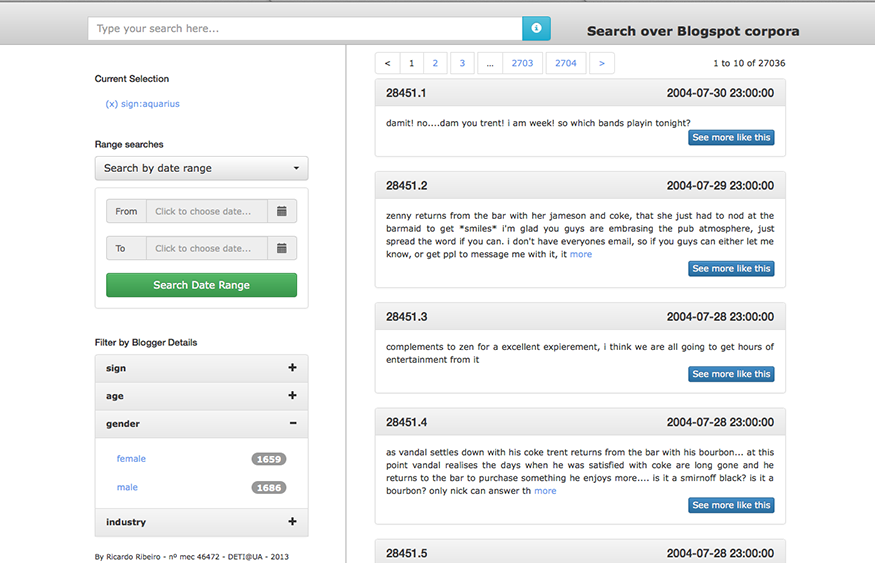 Type your search here...
Search over Blogspot corpora
Current Selection
(x) sign:aquarius
Range searches
Search by date range
From Click to choose date...
To Click to choose date...
Search Date Range
Filter by Blogger Details
sign +
age +
gender −
female 1659
male 1686
industry +
By Ricardo Ribeiro - nº mec 46472 - DETI@UA - 2013
< 1 2 3 ... 2703 2704 >
1 to 10 of 27036
28451.1 2004-07-30 23:00:00
damit! no....dam you trent! i am week! so which bands playin tonight?
See more like this
28451.2 2004-07-29 23:00:00
zenny returns from the bar with her jameson and coke, that she just had to nod at the
barmaid to get *smiles* i'm glad you guys are embrasing the pub atmosphere, just
spread the word if you can. i don't have everyones email, so if you guys can either let me
know, or get ppl to message me with it, it more
See more like this
28451.3 2004-07-28 23:00:00
complements to zen for a excellent explerement, i think we are all going to get hours of
entertainment from it
See more like this
28451.4 2004-07-28 23:00:00
as vandal settles down with his coke trent returns from the bar with his bourbon... at this
point vandal realises the days when he was satisfied with coke are long gone and he
returns to the bar to purchase something he enjoys more.... is it a smirnoff black? is it a
bourbon? only nick can answer th more
See more like this
28451.5 2004-07-28 23:00:00